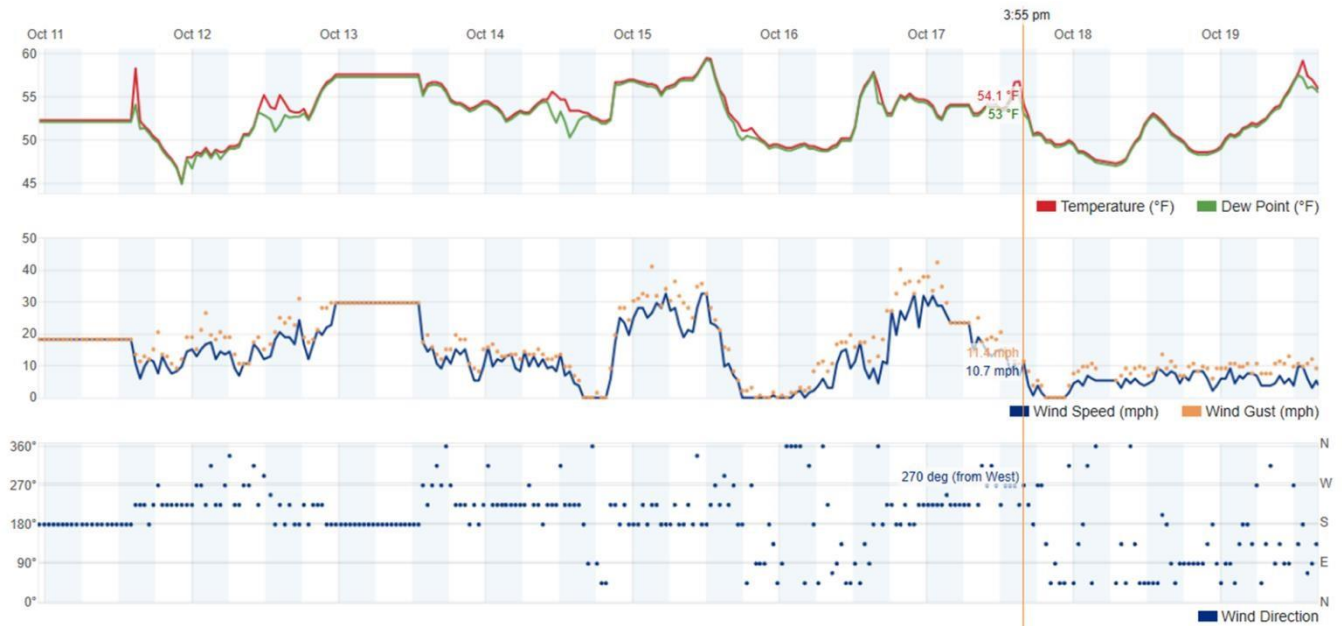 3:55 pm
Oct 11 Oct 12 Oct 13 Oct 14 Oct 15 Oct 16 Oct 17 Oct 18 Oct 19
60
55
54.1 °F
53 °F
50
45
Temperature (°F) Dew Point (°F)
50
40
30
20
11.4 mph
10
10.7 mph
0
Wind Speed (mph) Wind Gust (mph)
360° N
270° 270 deg (from West) W
180° S
90° E
0° N
Wind Direction